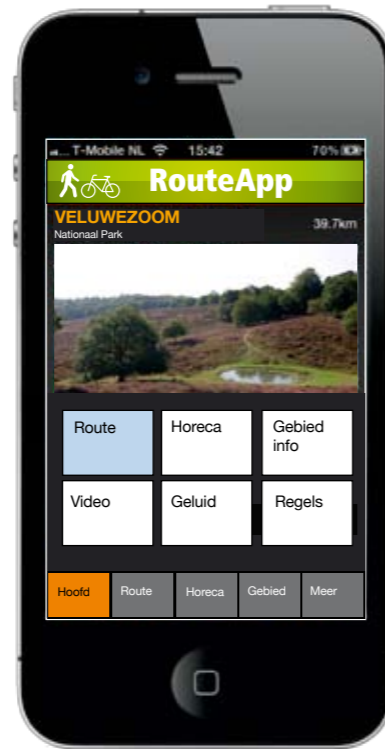 ... T-Mobile NL 15:42 70%
RouteApp
VELUWEZOOM
39.7km
Nationaal Park
Route Horeca Gebied
info
Video Geluid Regels
Hoofd Route Horeca Gebied Meer